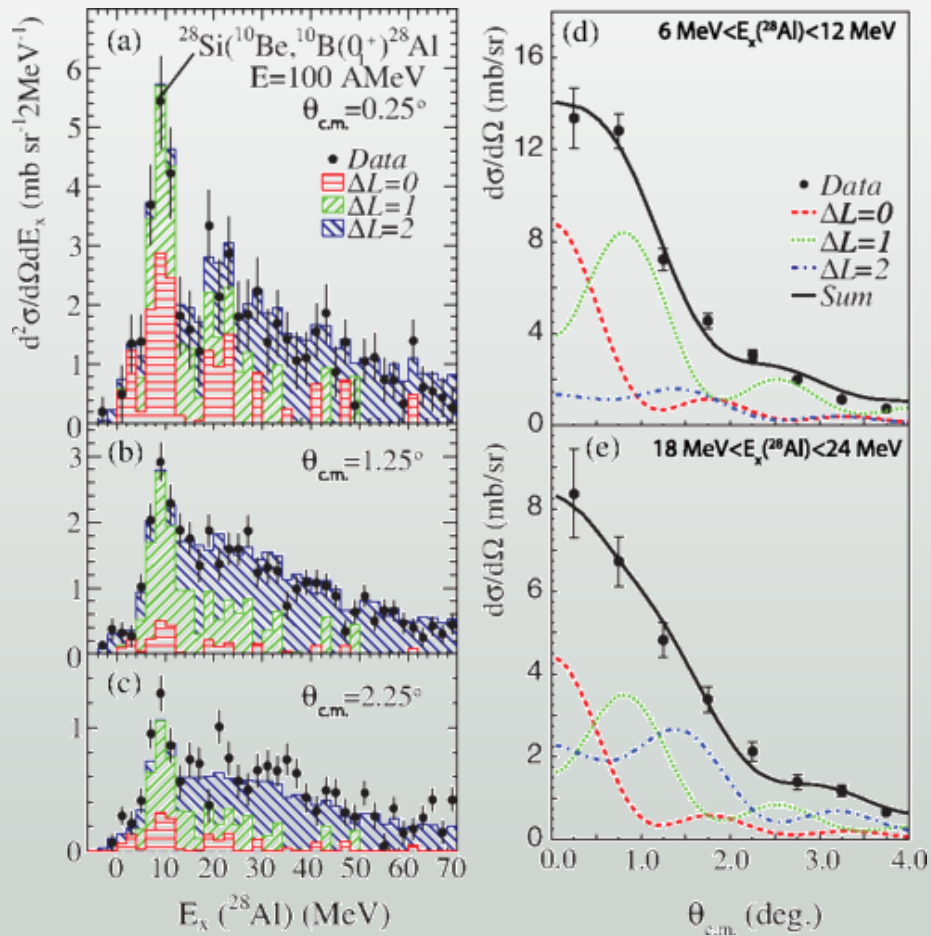 (a)
²⁸Si(¹⁰Be,¹⁰B(0₁⁺)²⁸Al
E=100 AMeV
θc.m.=0.25°
Data
ΔL=0
ΔL=1
ΔL=2
d²σ/dΩdEₓ (mb sr⁻¹2MeV⁻¹)
6
5
4
3
2
1
0
(b)
θc.m.=1.25°
3
2
1
0
(c)
θc.m.=2.25°
1
0
0 10 20 30 40 50 60 70
Eₓ (²⁸Al) (MeV)
(d)
6 MeV<Eₓ(²⁸Al)<12 MeV
dσ/dΩ (mb/sr)
16
12
8
4
0
Data
ΔL=0
ΔL=1
ΔL=2
Sum
(e)
18 MeV<Eₓ(²⁸Al)<24 MeV
dσ/dΩ (mb/sr)
8
6
4
2
0
0.0 1.0 2.0 3.0 4.0
θc.m. (deg.)